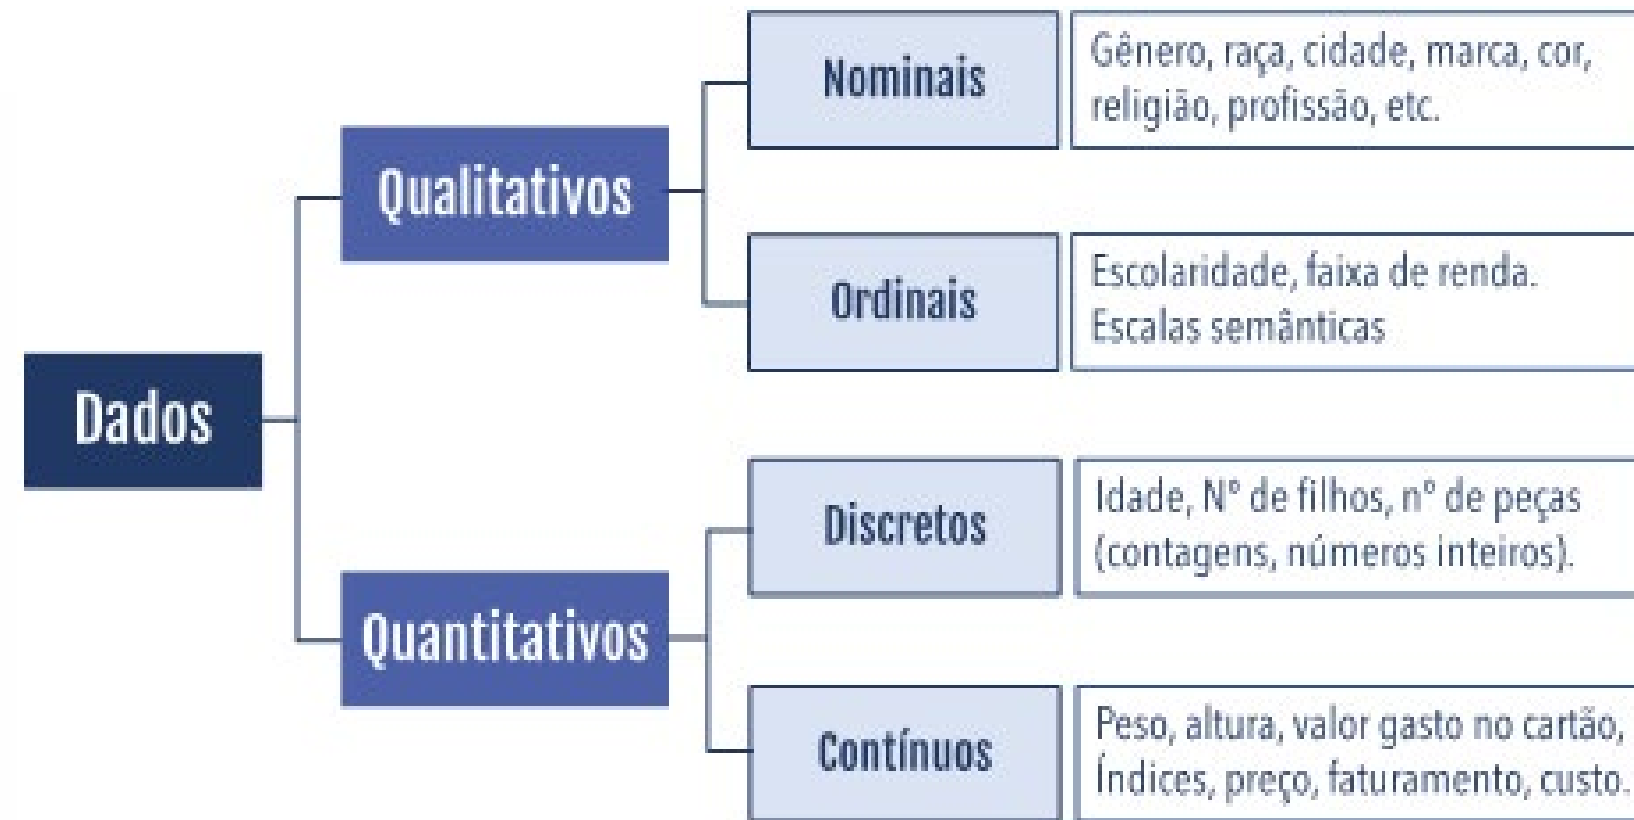 Dados
Qualitativos
Nominais
Gênero, raça, cidade, marca, cor,
religião, profissão, etc.
Ordinais
Escolaridade, faixa de renda.
Escalas semânticas
Quantitativos
Discretos
Idade, N° de filhos, n° de peças
(contagens, números inteiros).
Contínuos
Peso, altura, valor gasto no cartão,
Índices, preço, faturamento, custo.